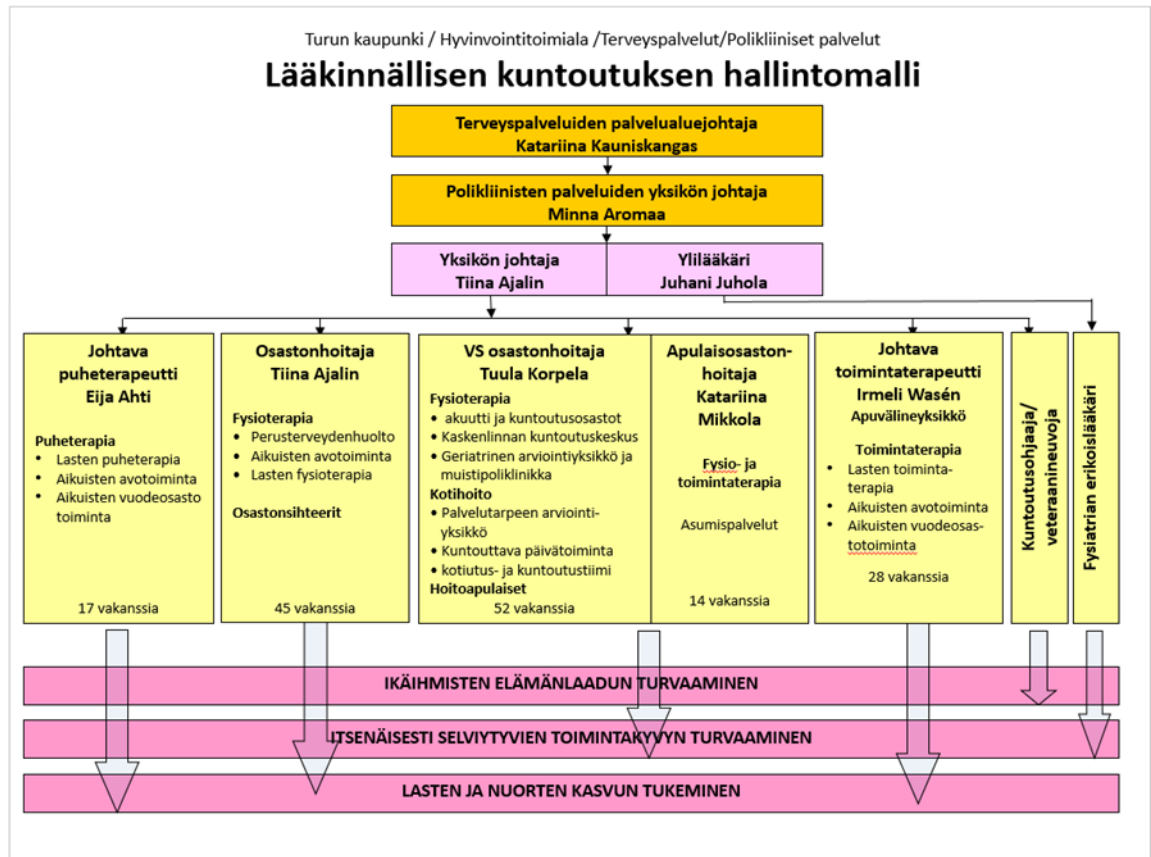 Turun kaupunki / Hyvinvointitoimiala /Terveyspalvelut/Polikliiniset palvelut
Lääkinnällisen kuntoutuksen hallintomalli
Terveyspalveluiden palvelualuejohtaja
Katariina Kauniskangas
Polikliinisten palveluiden yksikön johtaja
Minna Aromaa
Yksikön johtaja
Tiina Ajalin
Ylilääkäri
Juhani Juhola
Johtava
puheterapeutti
Eija Ahti
Puheterapia
• Lasten puheterapia
• Aikuisten avotoiminta
• Aikuisten vuodeosasto
toiminta
17 vakanssia
Osastonhoitaja
Tiina Ajalin
Fysioterapia
• Perusterveydenhuolto
• Aikuisten avotoiminta
• Lasten fysioterapia
Osastonsihteerit
45 vakanssia
VS osastonhoitaja
Tuula Korpela
Fysioterapia
• akuutti ja kuntoutusosastot
• Kaskenlinnan kuntoutuskeskus
• Geriatrinen arviointiyksikkö ja
muistipoliklinikka
Kotihoito
• Palvelutarpeen arviointi-
yksikkö
• Kuntouttava päivätoiminta
• kotiutus- ja kuntoutustiimi
Hoitoapulaiset
52 vakanssia
Apulaisosaston-
hoitaja
Katariina
Mikkola
Fysio- ja
toimintaterapia
Asumispalvelut
14 vakanssia
Johtava
toimintaterapeutti
Irmeli Wasén
Apuvälineyksikkö
Toimintaterapia
• Lasten toiminta-
terapia
• Aikuisten avotoiminta
• Aikuisten vuodeosas-
totoiminta
28 vakanssia
Kuntoutusohjaaja/
veteraanineuvoja
Fysiatrian erikoislääkäri
IKÄIHMISTEN ELÄMÄNLAADUN TURVAAMINEN
ITSENÄISESTI SELVIYTYVIEN TOIMINTAKYVYN TURVAAMINEN
LASTEN JA NUORTEN KASVUN TUKEMINEN